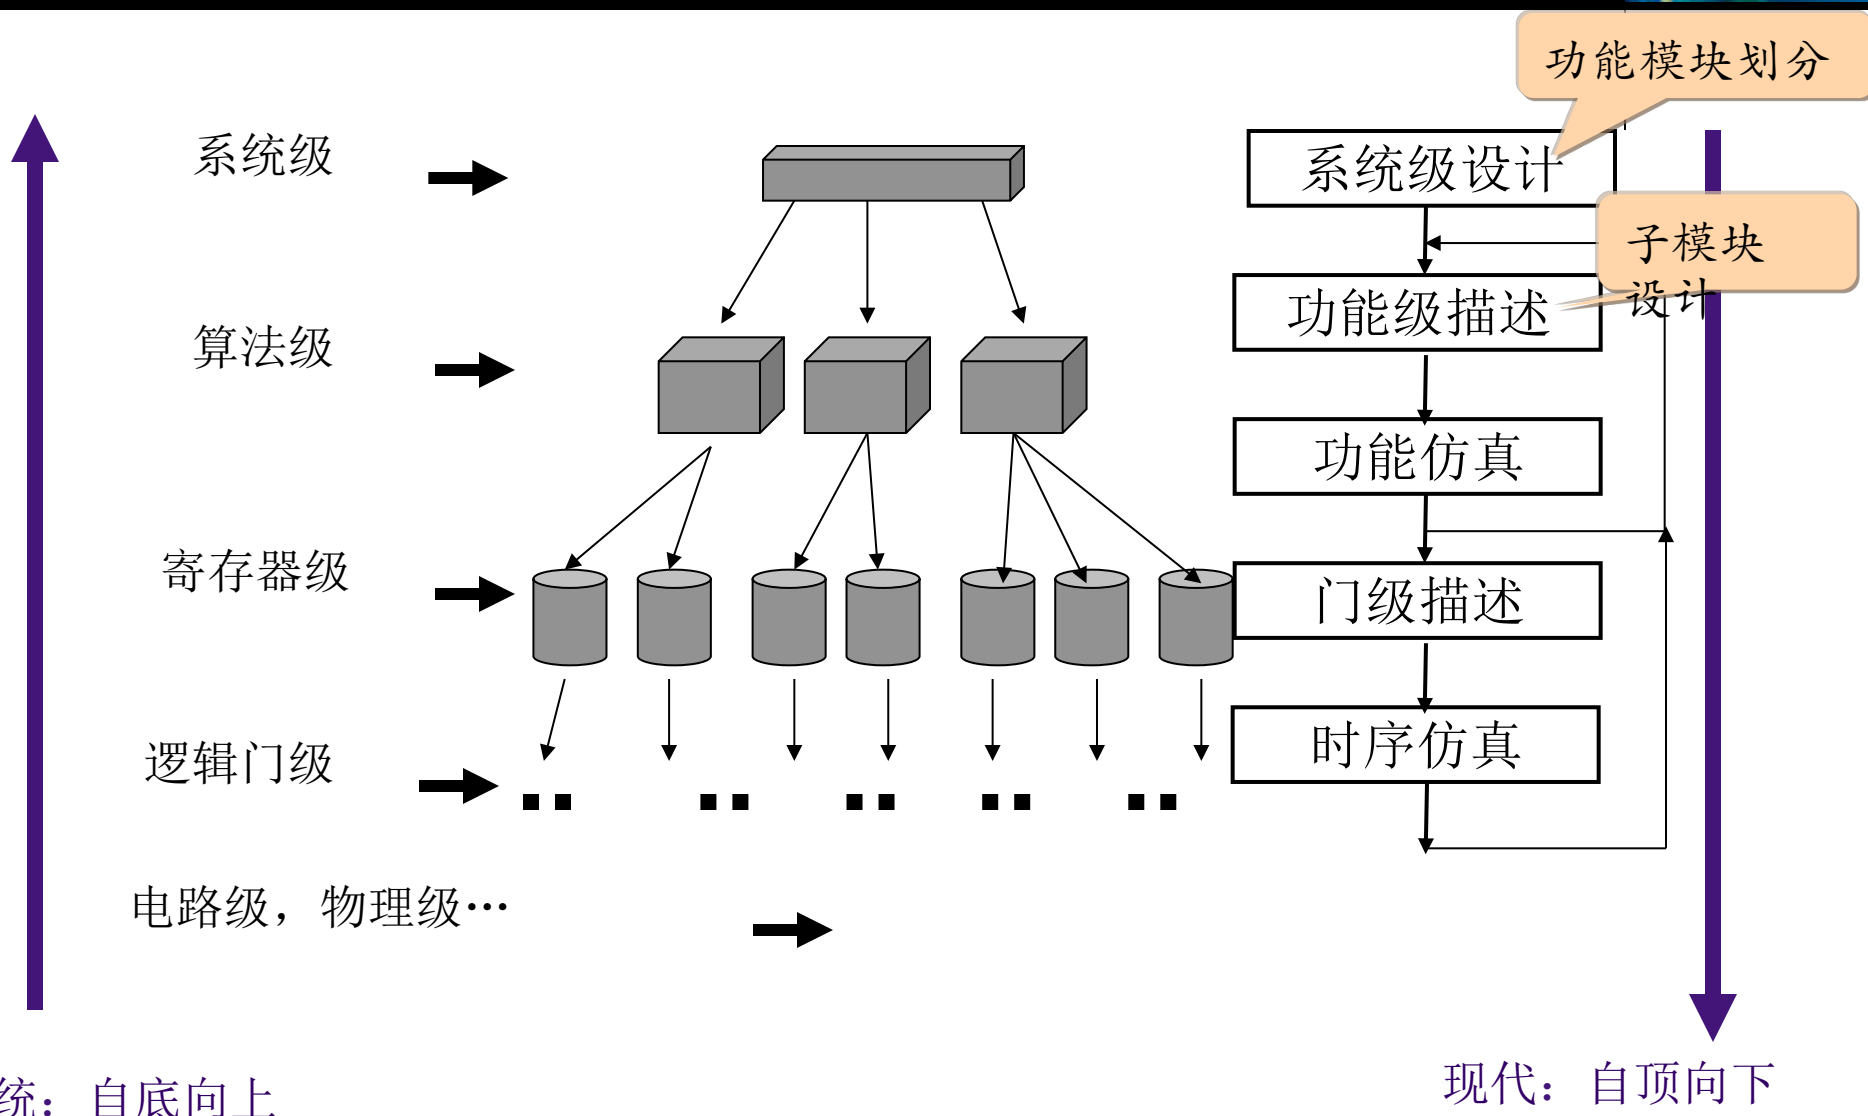 功能模块划分
系统级
系统级设计
子模块
设计
算法级
功能级描述
功能仿真
寄存器级
门级描述
逻辑门级
时序仿真
电路级，物理级…
统：自底向上
现代：自顶向下